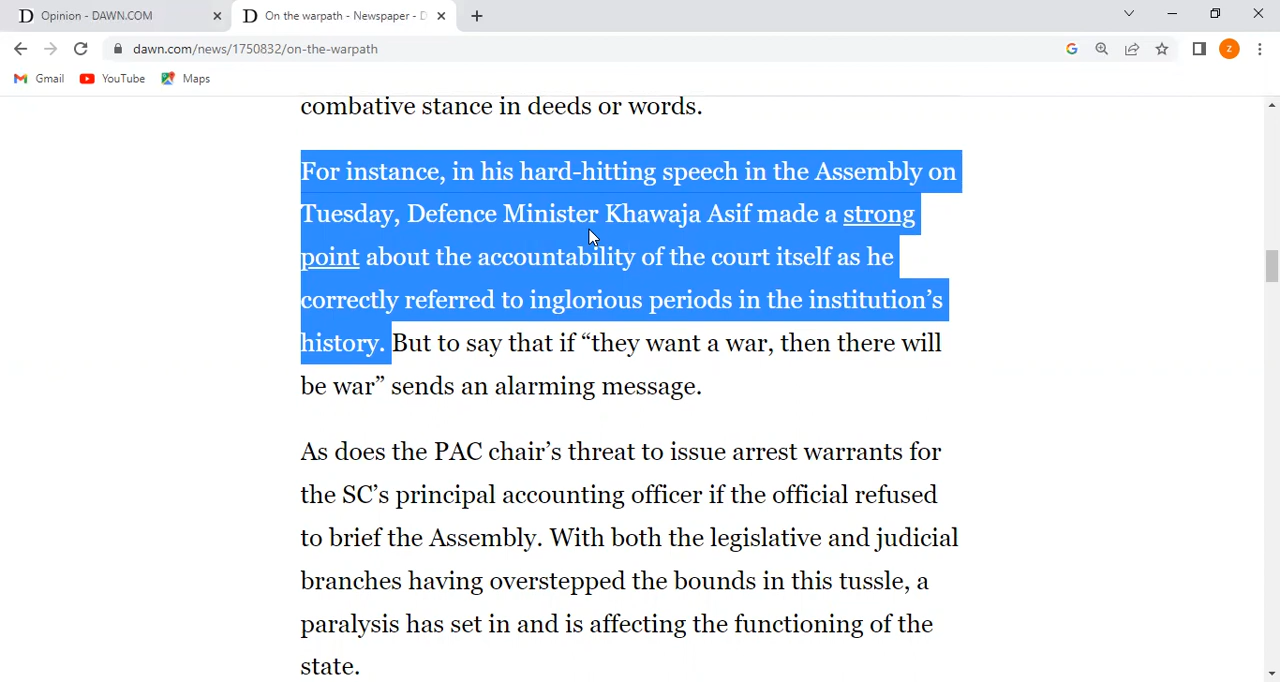 Opinion - DAWN.COM
On the warpath - Newspaper - D
dawn.com/news/1750832/on-the-warpath
G
Z
Gmail
YouTube
Maps
combative stance in deeds or words.
For instance, in his hard-hitting speech in the Assembly on
Tuesday, Defence Minister Khawaja Asif made a strong
point about the accountability of the court itself as he
correctly referred to inglorious periods in the institution’s
history. But to say that if “they want a war, then there will
be war” sends an alarming message.
As does the PAC chair’s threat to issue arrest warrants for
the SC’s principal accounting officer if the official refused
to brief the Assembly. With both the legislative and judicial
branches having overstepped the bounds in this tussle, a
paralysis has set in and is affecting the functioning of the
state.